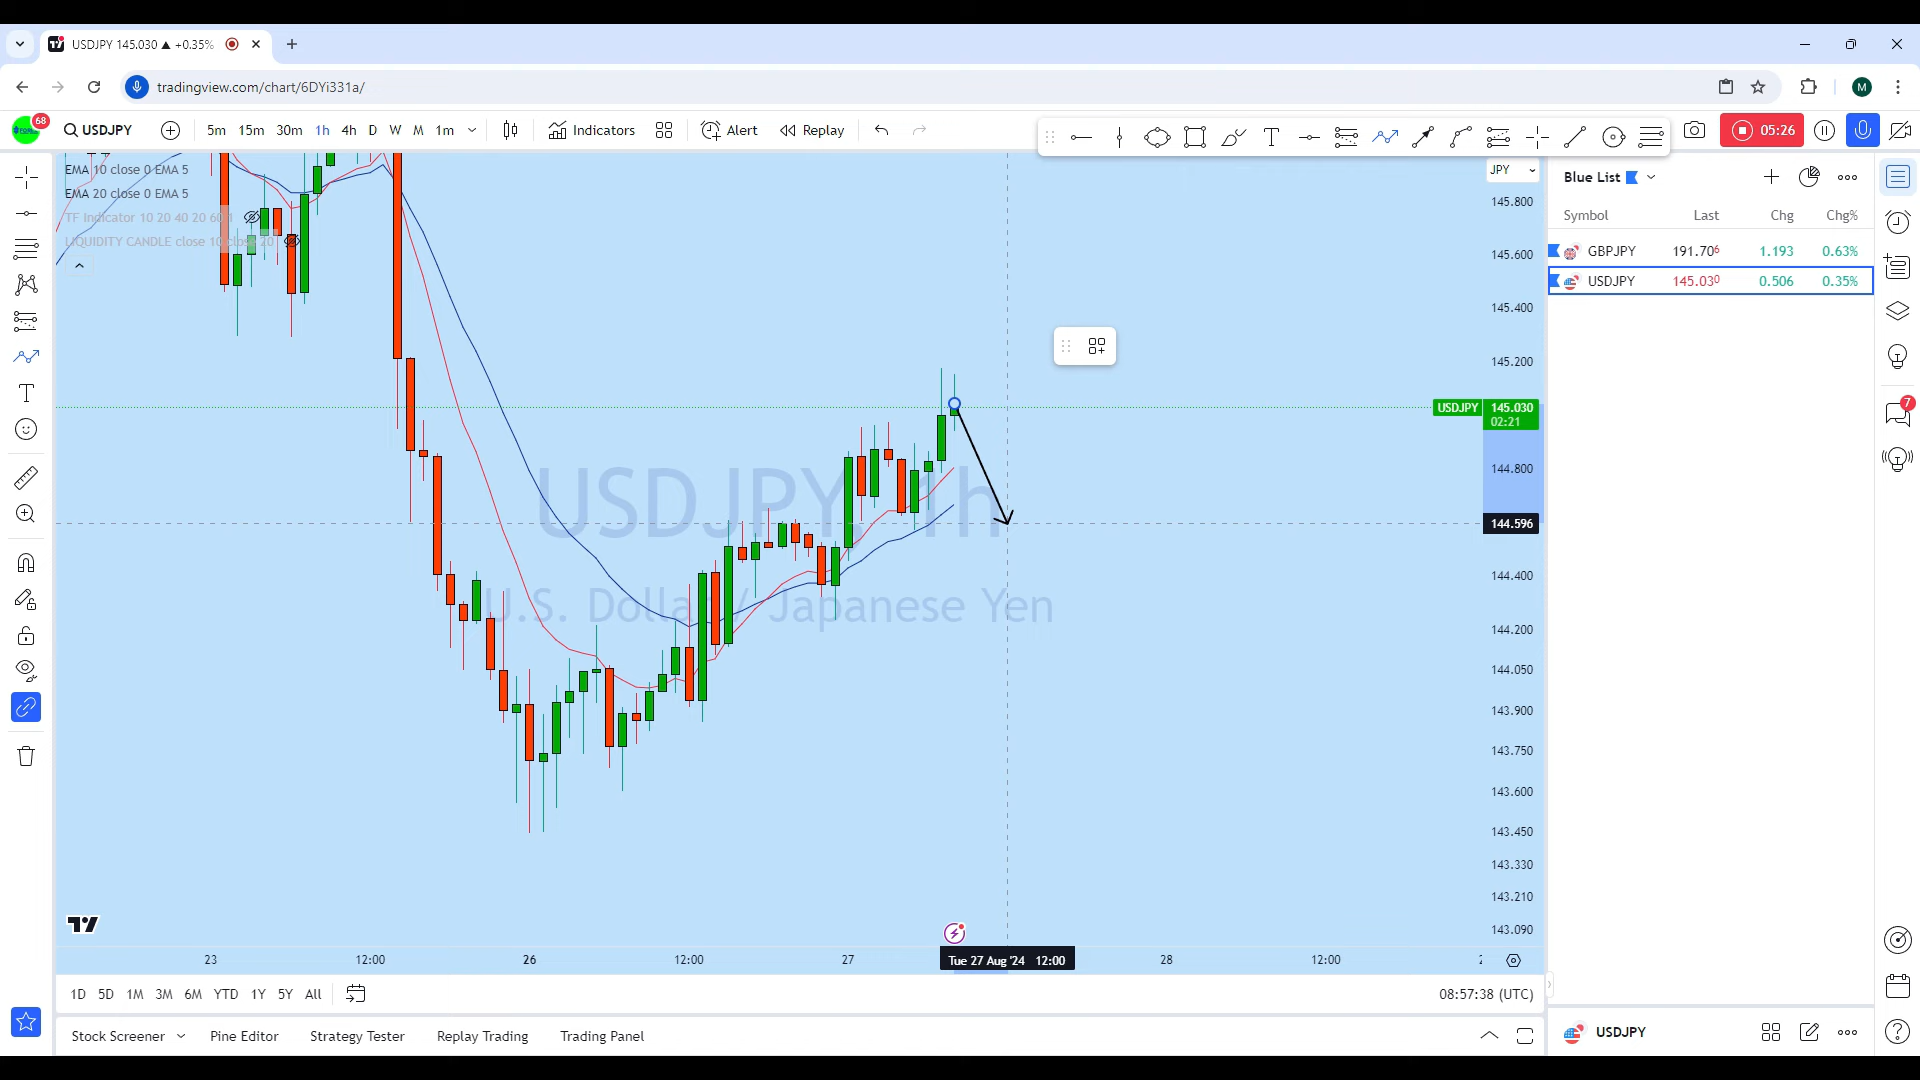 USDJPY 145.030 ▲ +0.35%
tradingview.com/chart/6DYi331a/
68
USDJPY
5m 15m 30m 1h 4h D W M 1m
Indicators
Alert
Replay
05:26
EMA 10 close 0 EMA 5
EMA 20 close 0 EMA 5
TF Indicator 10 20 40 20 60 1
LIQUIDITY CANDLE close 10 close 20
JPY
145.800
145.600
145.400
145.200
USDJPY 145.030
02:21
144.800
144.596
144.400
144.200
144.050
143.900
143.750
143.600
143.450
143.330
143.210
143.090
USDJPY, 1h
U.S. Dollar / Japanese Yen
23 12:00 26 12:00 27 Tue 27 Aug '24 12:00 28 12:00
1D 5D 1M 3M 6M YTD 1Y 5Y All
08:57:38 (UTC)
Stock Screener
Pine Editor
Strategy Tester
Replay Trading
Trading Panel
Blue List
Symbol Last Chg Chg%
GBPJPY 191.706 1.193 0.63%
USDJPY 145.030 0.506 0.35%
7
USDJPY
M